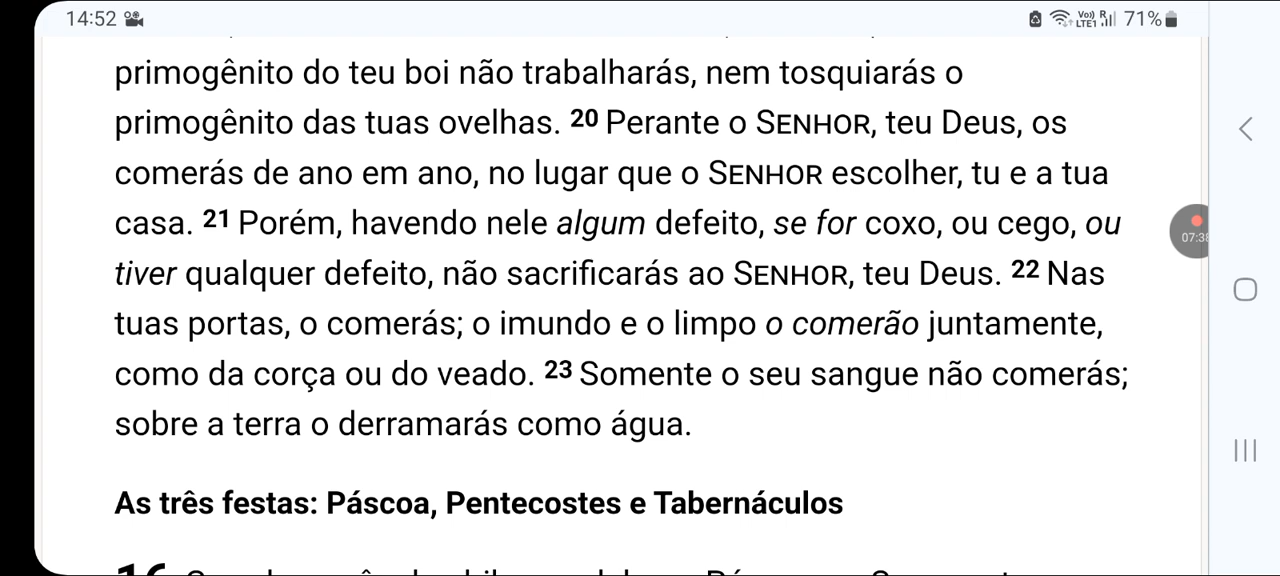 14:52
Vo)) R
LTE1
71%
primogênito do teu boi não trabalharás, nem tosquiarás o
primogênito das tuas ovelhas. 20 Perante o SENHOR, teu Deus, os
comerás de ano em ano, no lugar que o SENHOR escolher, tu e a tua
casa. 21 Porém, havendo nele algum defeito, se for coxo, ou cego, ou
tiver qualquer defeito, não sacrificarás ao SENHOR, teu Deus. 22 Nas
tuas portas, o comerás; o imundo e o limpo o comerão juntamente,
como da corça ou do veado. 23 Somente o seu sangue não comerás;
sobre a terra o derramarás como água.
As três festas: Páscoa, Pentecostes e Tabernáculos
16